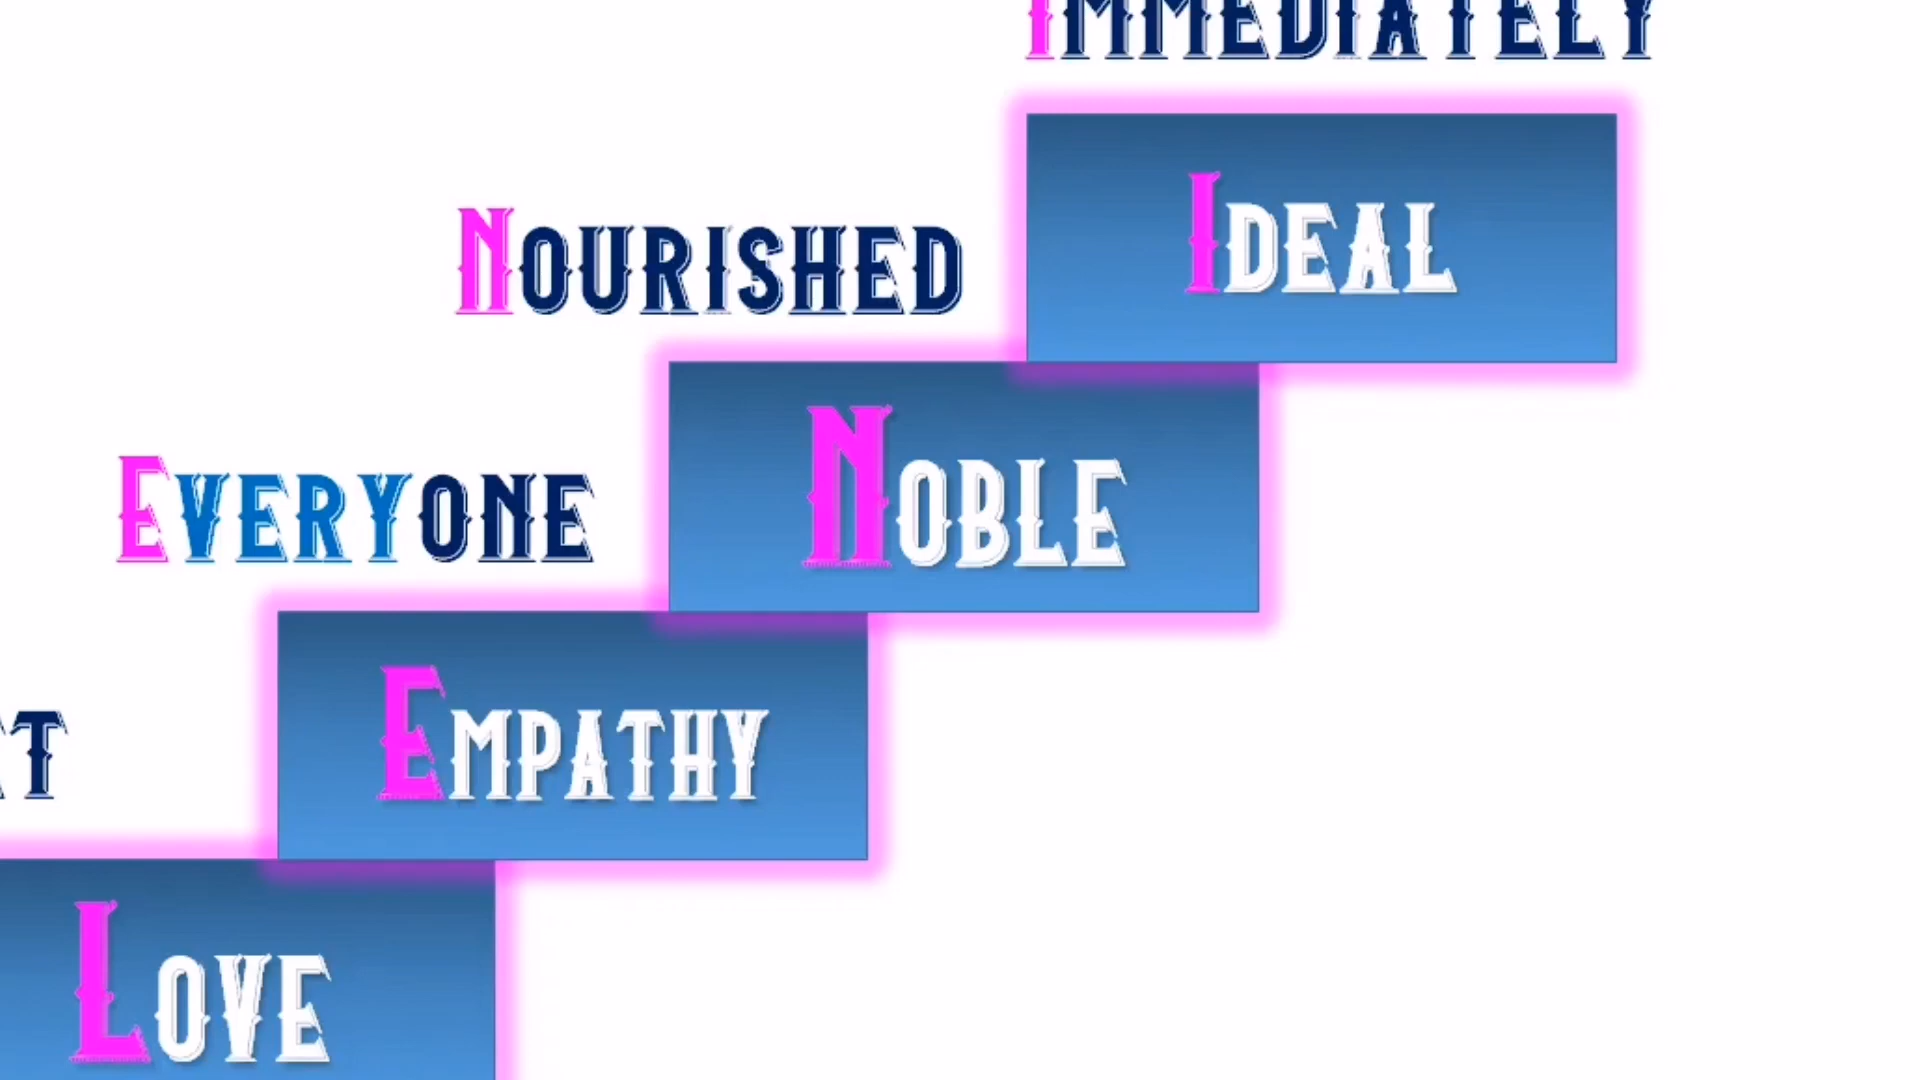 IMMEDIATELY
IDEAL
NOURISHED
NOBLE
EVERYONE
EMPATHY
LOVE